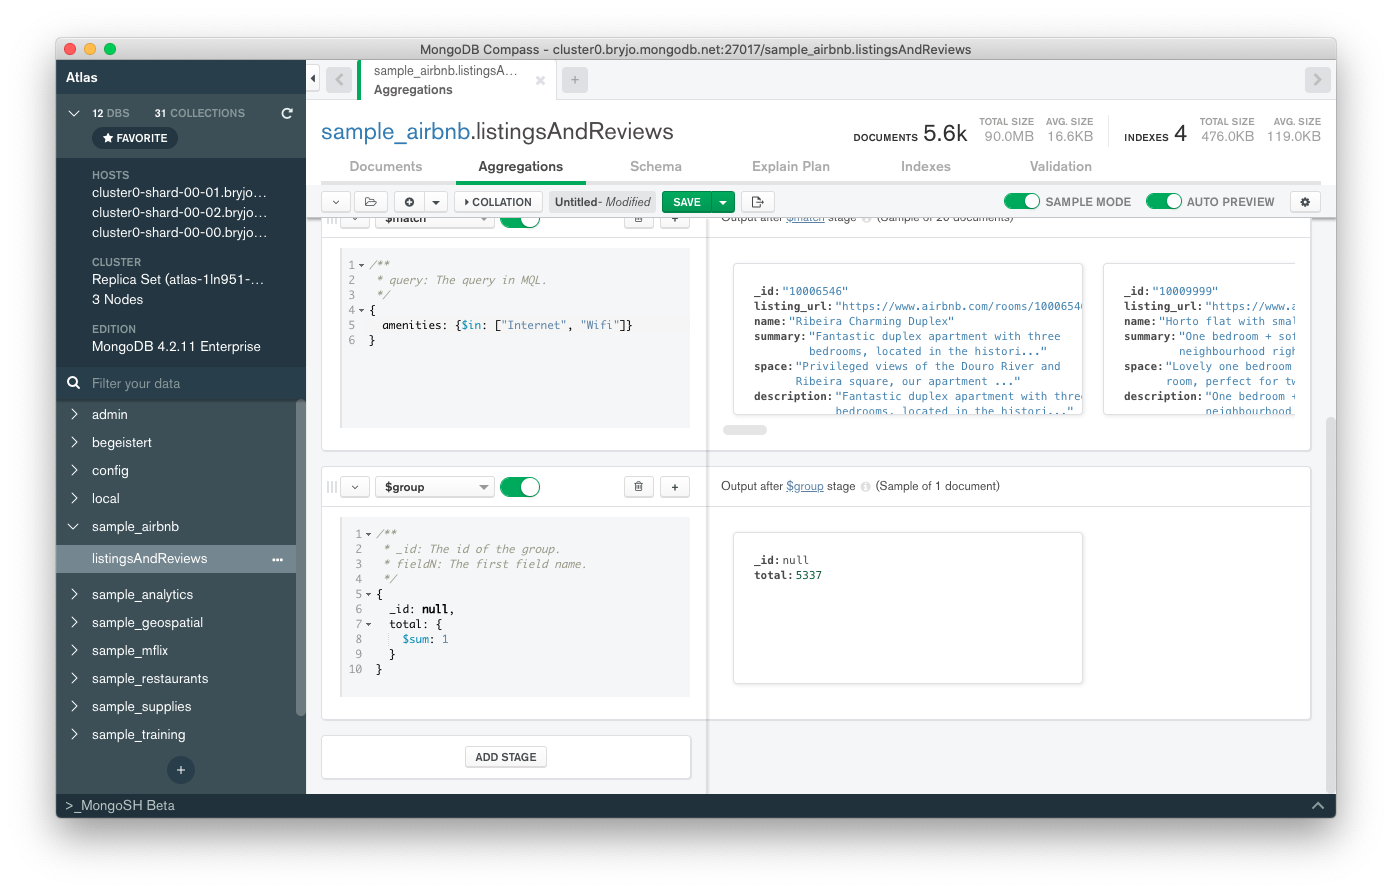 MongoDB Compass - cluster0.bryjo.mongodb.net:27017/sample_airbnb.listingsAndReviews
Atlas
12 DBS 31 COLLECTIONS
FAVORITE
HOSTS
cluster0-shard-00-01.bryjo...
cluster0-shard-00-02.bryjo...
cluster0-shard-00-00.bryjo...
CLUSTER
Replica Set (atlas-1ln951-...
3 Nodes
EDITION
MongoDB 4.2.11 Enterprise
Filter your data
admin
begeistert
config
local
sample_airbnb
listingsAndReviews
sample_analytics
sample_geospatial
sample_mflix
sample_restaurants
sample_supplies
sample_training
+
>_MongoSH Beta
sample_airbnb.listingsA...
Aggregations
+
sample_airbnb.listingsAndReviews
DOCUMENTS 5.6k
TOTAL SIZE 90.0MB
AVG. SIZE 16.6KB
INDEXES 4
TOTAL SIZE 476.0KB
AVG. SIZE 119.0KB
Documents Aggregations Schema Explain Plan Indexes Validation
COLLATION Untitled- Modified SAVE SAMPLE MODE AUTO PREVIEW
$match
Output after $match stage (Sample of 20 documents)
1 /**
2 * query: The query in MQL.
3 */
4 {
5 amenities: {$in: ["Internet", "Wifi"]}
6 }
_id: "10006546"
listing_url: "https://www.airbnb.com/rooms/10006546
name: "Ribeira Charming Duplex"
summary: "Fantastic duplex apartment with three
bedrooms, located in the histori..."
space: "Privileged views of the Douro River and
Ribeira square, our apartment ..."
description: "Fantastic duplex apartment with three
bedrooms, located in the histori..."
_id: "10009999"
listing_url: "https://www.a
name: "Horto flat with smal
summary: "One bedroom + sof
neighbourhood righ
space: "Lovely one bedroom
room, perfect for tw
description: "One bedroom +
neighbourhood
$group
+
Output after $group stage (Sample of 1 document)
1 /**
2 * _id: The id of the group.
3 * fieldN: The first field name.
4 */
5 {
6 _id: null,
7 total: {
8 $sum: 1
9 }
10 }
_id: null
total: 5337
ADD STAGE